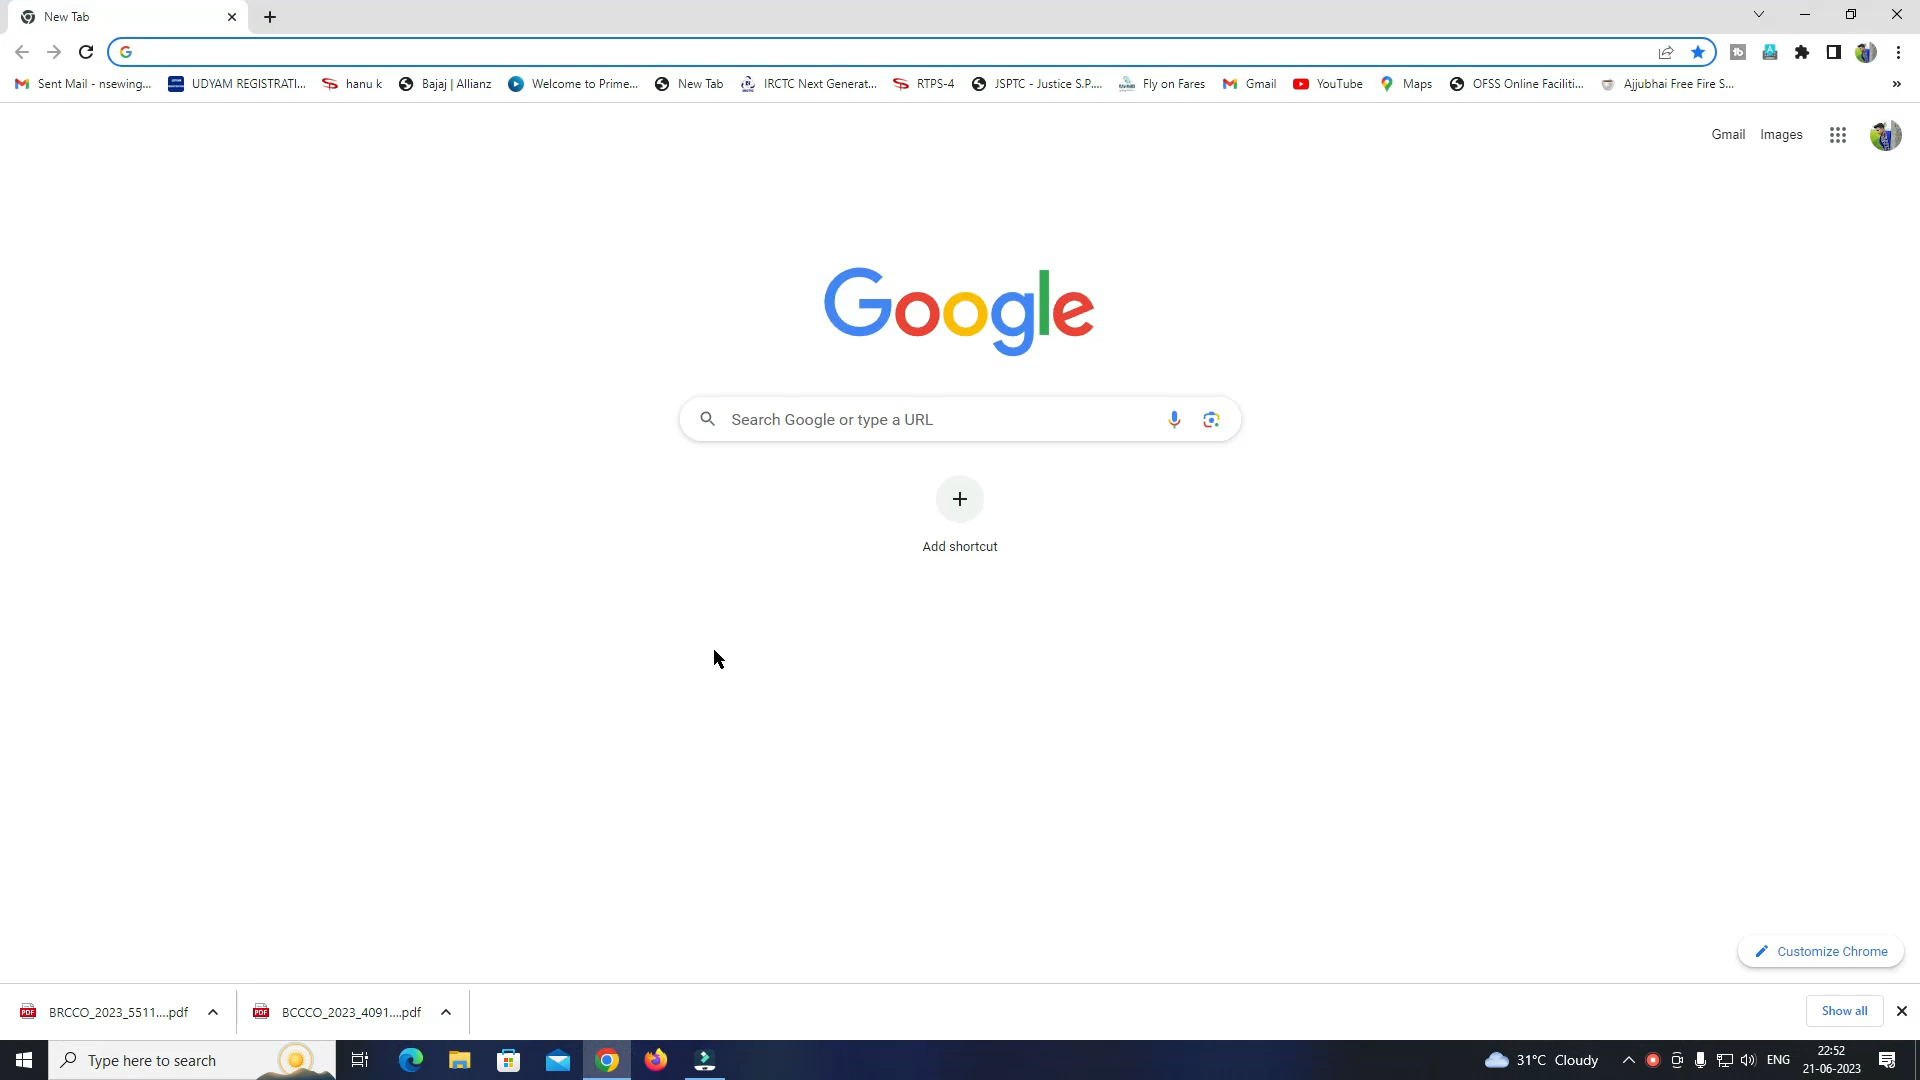 New Tab
Sent Mail - nsewing...
UDYAM REGISTRATI...
hanu k
Bajaj | Allianz
Welcome to Prime...
New Tab
IRCTC Next Generat...
RTPS-4
JSPTC - Justice S.P....
Fly on Fares
Gmail
YouTube
Maps
OFSS Online Faciliti...
Ajjubhai Free Fire S...
»
Gmail
Images
Google
Search Google or type a URL
Add shortcut
Customize Chrome
BRCCO_2023_5511....pdf
BCCCO_2023_4091....pdf
Show all
Type here to search
31°C Cloudy
ENG
22:52
21-06-2023